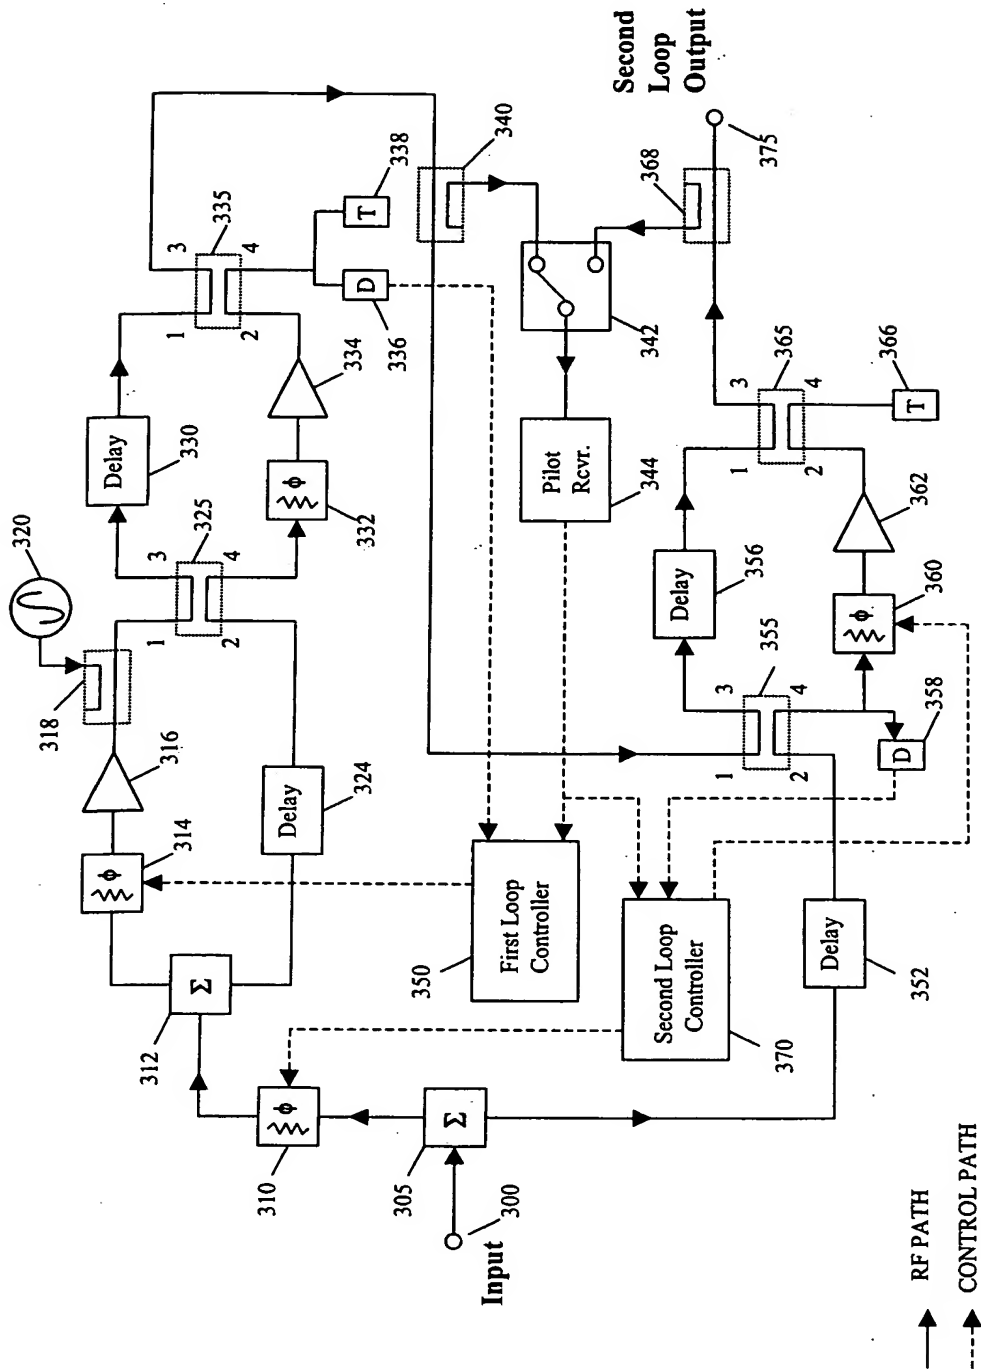 320
318
316
314
312
310
305
300
Input
Σ
Σ
ϕ
ϕ
Delay
324
1
2
3
4
325
Delay
330
ϕ
332
334
1
2
3
4
335
D
336
T
338
340
342
Pilot
Rcvr.
344
First Loop
Controller
350
Second Loop
Controller
370
Delay
352
1
2
3
4
355
Delay
356
D
358
ϕ
360
362
1
2
3
4
365
T
366
368
375
Second
Loop
Output
RF PATH
CONTROL PATH